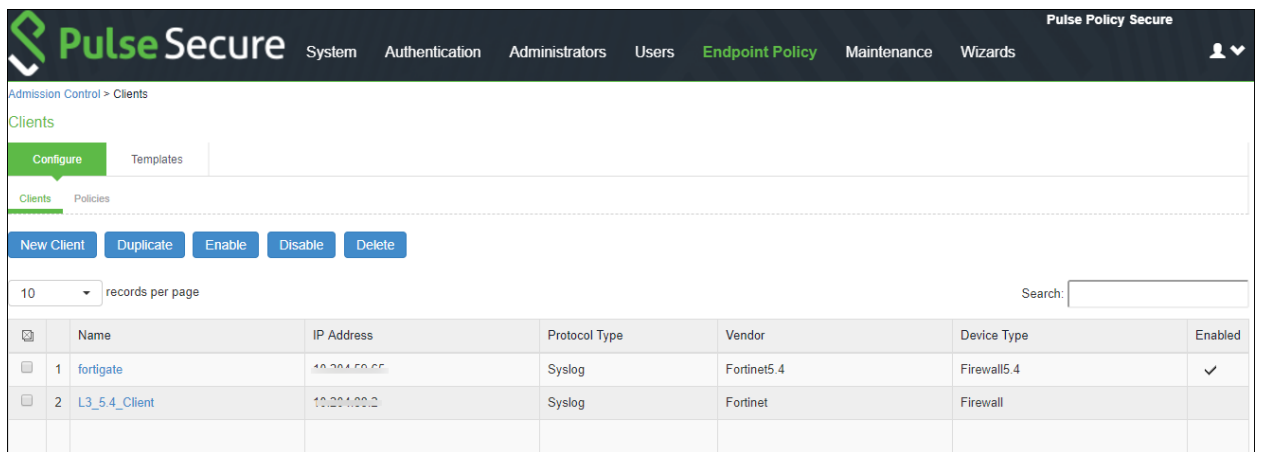 Pulse Policy Secure
Pulse Secure System Authentication Administrators Users Endpoint Policy Maintenance Wizards
Admission Control > Clients
Clients
Configure Templates
Clients Policies
New Client Duplicate Enable Disable Delete
10 records per page Search:
Name IP Address Protocol Type Vendor Device Type Enabled
1 fortigate Syslog Fortinet5.4 Firewall5.4
2 L3_5.4_Client Syslog Fortinet Firewall